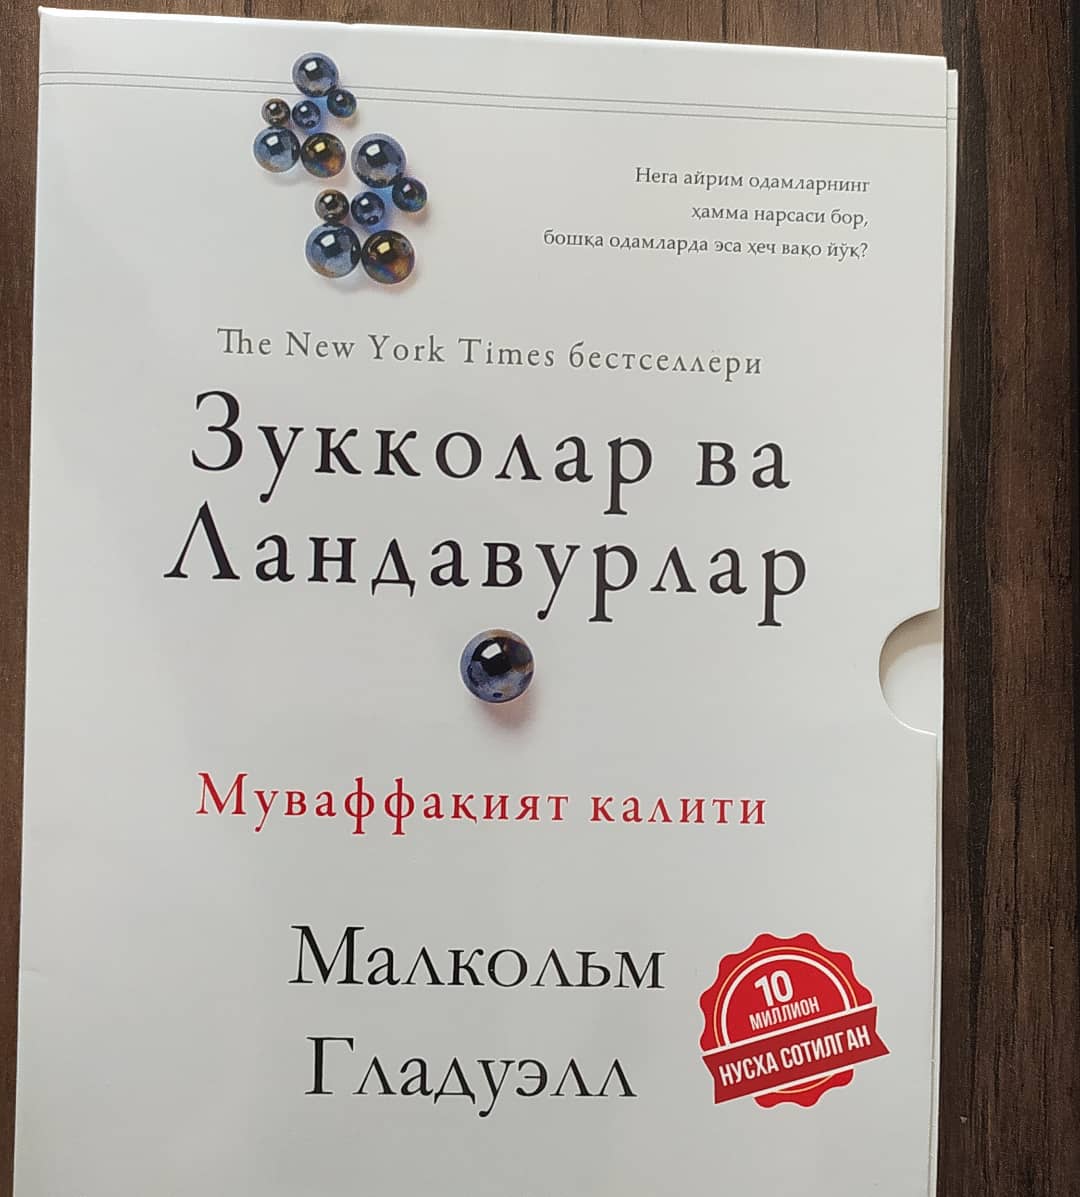 Нега айрим одамларнинг
ҳамма нарсаси бор,
бошқа одамларда эса ҳеч вақо йўқ?
The New York Times бестселлери
Зукколар ва
Ландавурлар
Муваффақият калити
Малкольм
Гладуэлл
10
МИЛЛИОН
НУСХА СОТИЛГАН